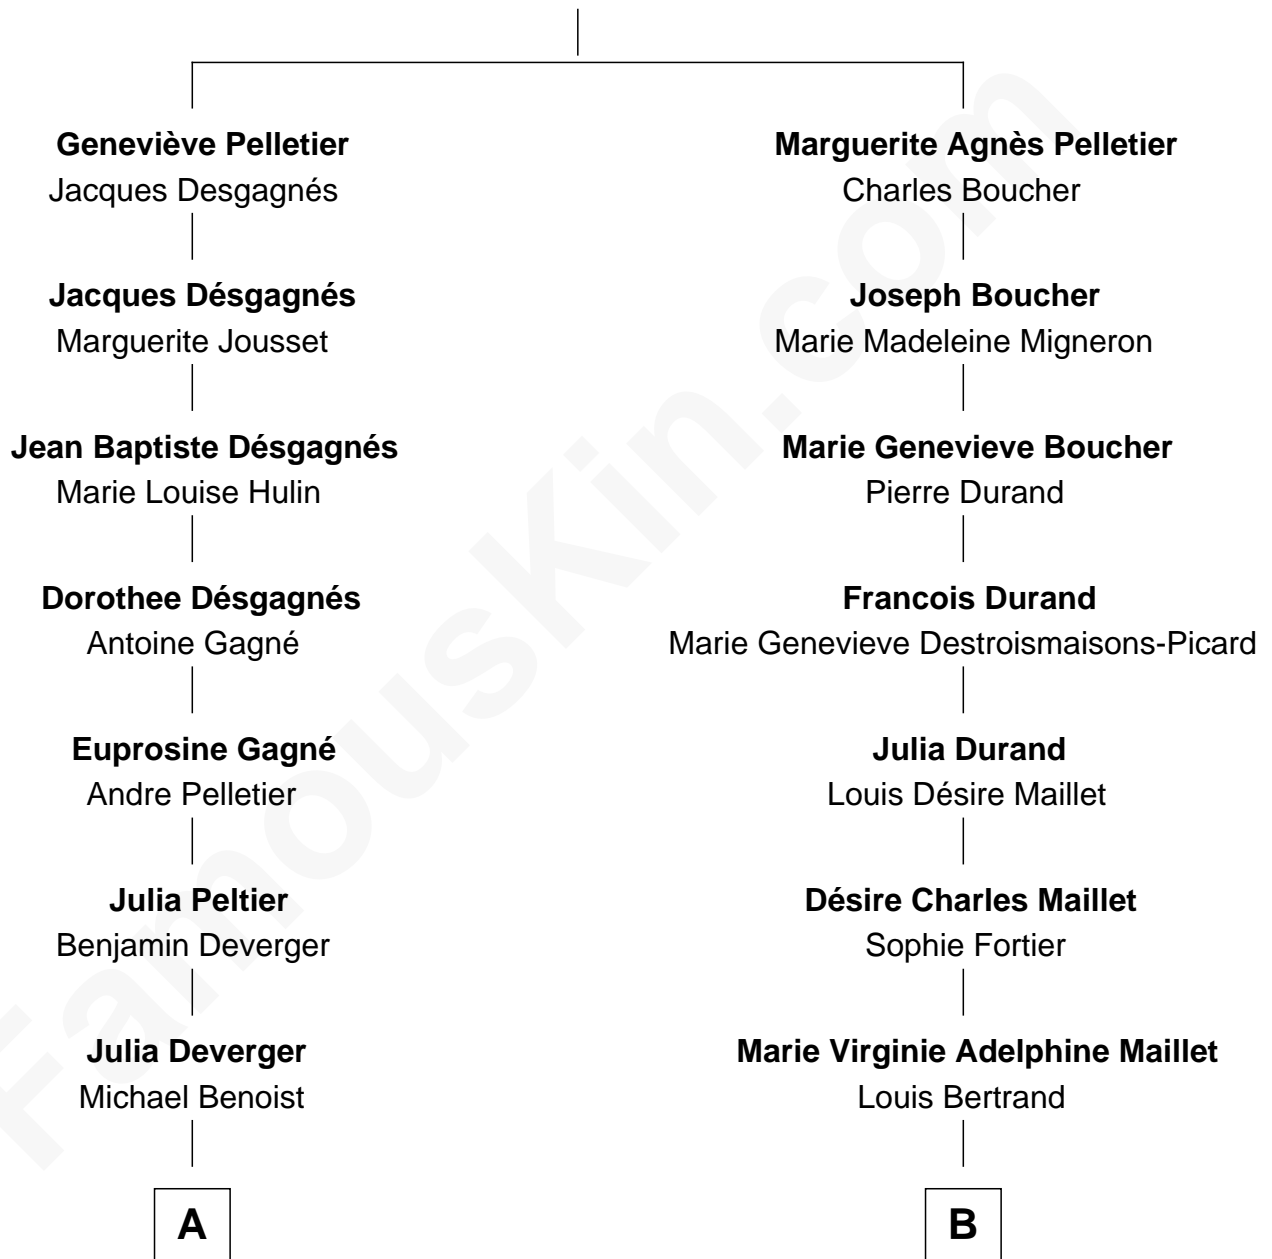 Geneviève Pelletier
Jacques Desgagnés
Jacques Désgagnés
Marguerite Jousset
Jean Baptiste Désgagnés
Marie Louise Hulin
Dorothee Désgagnés
Antoine Gagné
Euprosine Gagné
Andre Pelletier
Julia Peltier
Benjamin Deverger
Julia Deverger
Michael Benoist
A
Marguerite Agnès Pelletier
Charles Boucher
Joseph Boucher
Marie Madeleine Migneron
Marie Genevieve Boucher
Pierre Durand
Francois Durand
Marie Genevieve Destroismaisons-Picard
Julia Durand
Louis Désire Maillet
Désire Charles Maillet
Sophie Fortier
Marie Virginie Adelphine Maillet
Louis Bertrand
B
FamousKin.com